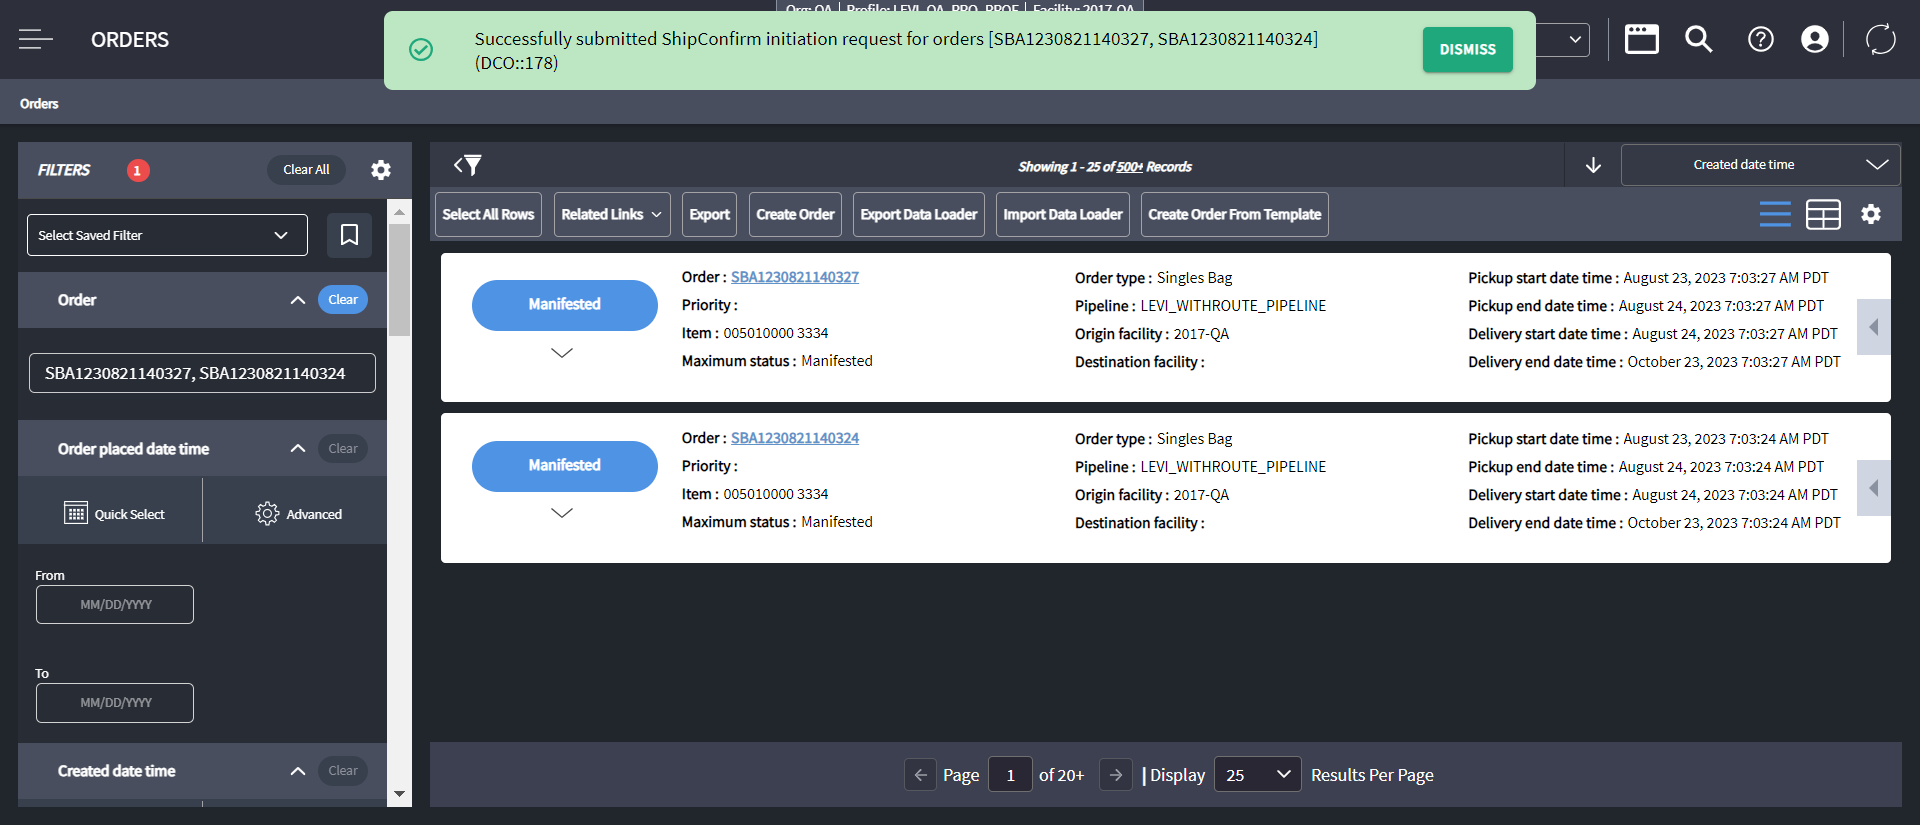 Org: QA | Profile: LEVI_QA_PRO_PROF | Facility: 2017-QA
ORDERS
Successfully submitted ShipConfirm initiation request for orders [SBA1230821140327, SBA1230821140324]
(DCO::178)
DISMISS
Orders
FILTERS
1
Clear All
Showing 1 - 25 of 500+ Records
Created date time
Select Saved Filter
Select All Rows
Related Links
Export
Create Order
Export Data Loader
Import Data Loader
Create Order From Template
Order
Clear
SBA1230821140327, SBA1230821140324
Order placed date time
Clear
Quick Select
Advanced
From
MM/DD/YYYY
To
MM/DD/YYYY
Created date time
Clear
Manifested
Order : SBA1230821140327
Priority :
Item : 005010000 3334
Maximum status : Manifested
Order type : Singles Bag
Pipeline : LEVI_WITHROUTE_PIPELINE
Origin facility : 2017-QA
Destination facility :
Pickup start date time : August 23, 2023 7:03:27 AM PDT
Pickup end date time : August 24, 2023 7:03:27 AM PDT
Delivery start date time : August 24, 2023 7:03:27 AM PDT
Delivery end date time : October 23, 2023 7:03:27 AM PDT
Manifested
Order : SBA1230821140324
Priority :
Item : 005010000 3334
Maximum status : Manifested
Order type : Singles Bag
Pipeline : LEVI_WITHROUTE_PIPELINE
Origin facility : 2017-QA
Destination facility :
Pickup start date time : August 23, 2023 7:03:24 AM PDT
Pickup end date time : August 24, 2023 7:03:24 AM PDT
Delivery start date time : August 24, 2023 7:03:24 AM PDT
Delivery end date time : October 23, 2023 7:03:24 AM PDT
Page 1 of 20+ | Display 25 Results Per Page